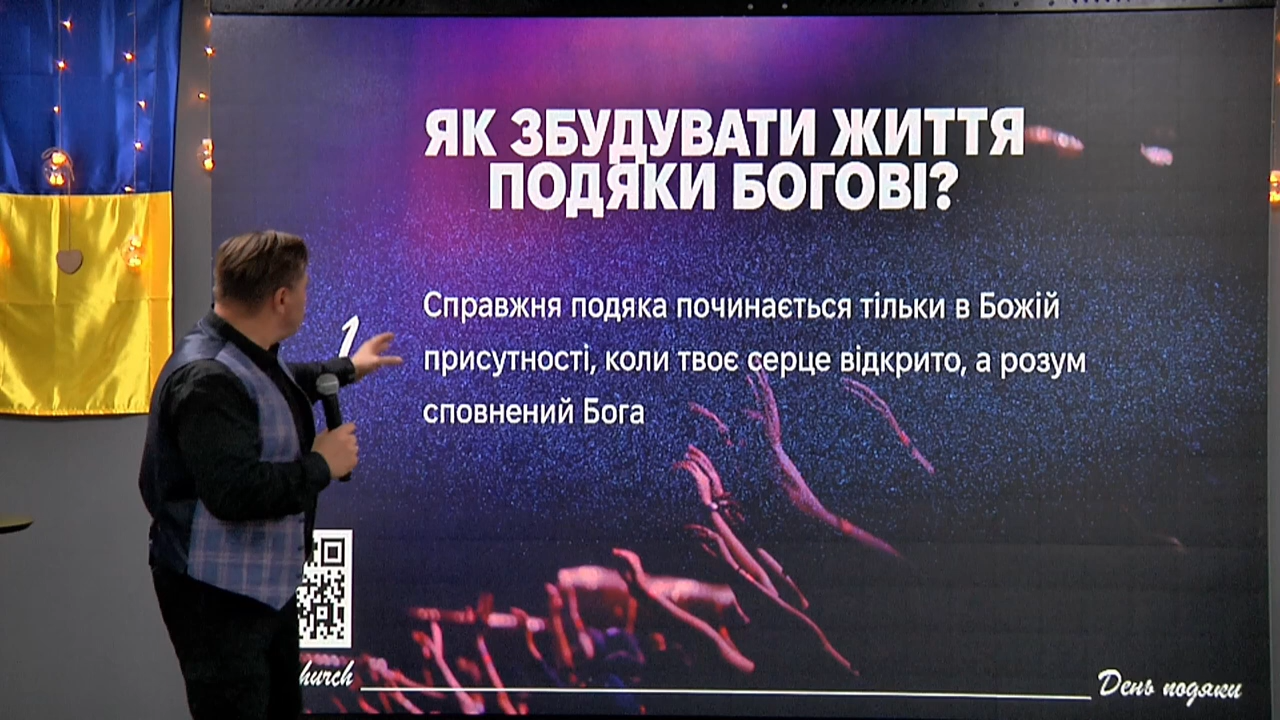 ЯК ЗБУДУВАТИ ЖИТТЯ
ПОДЯКИ БОГОВІ?
1
Справжня подяка починається тільки в Божій
присутності, коли твоє серце відкрито, а розум
сповнений Бога
День подяки